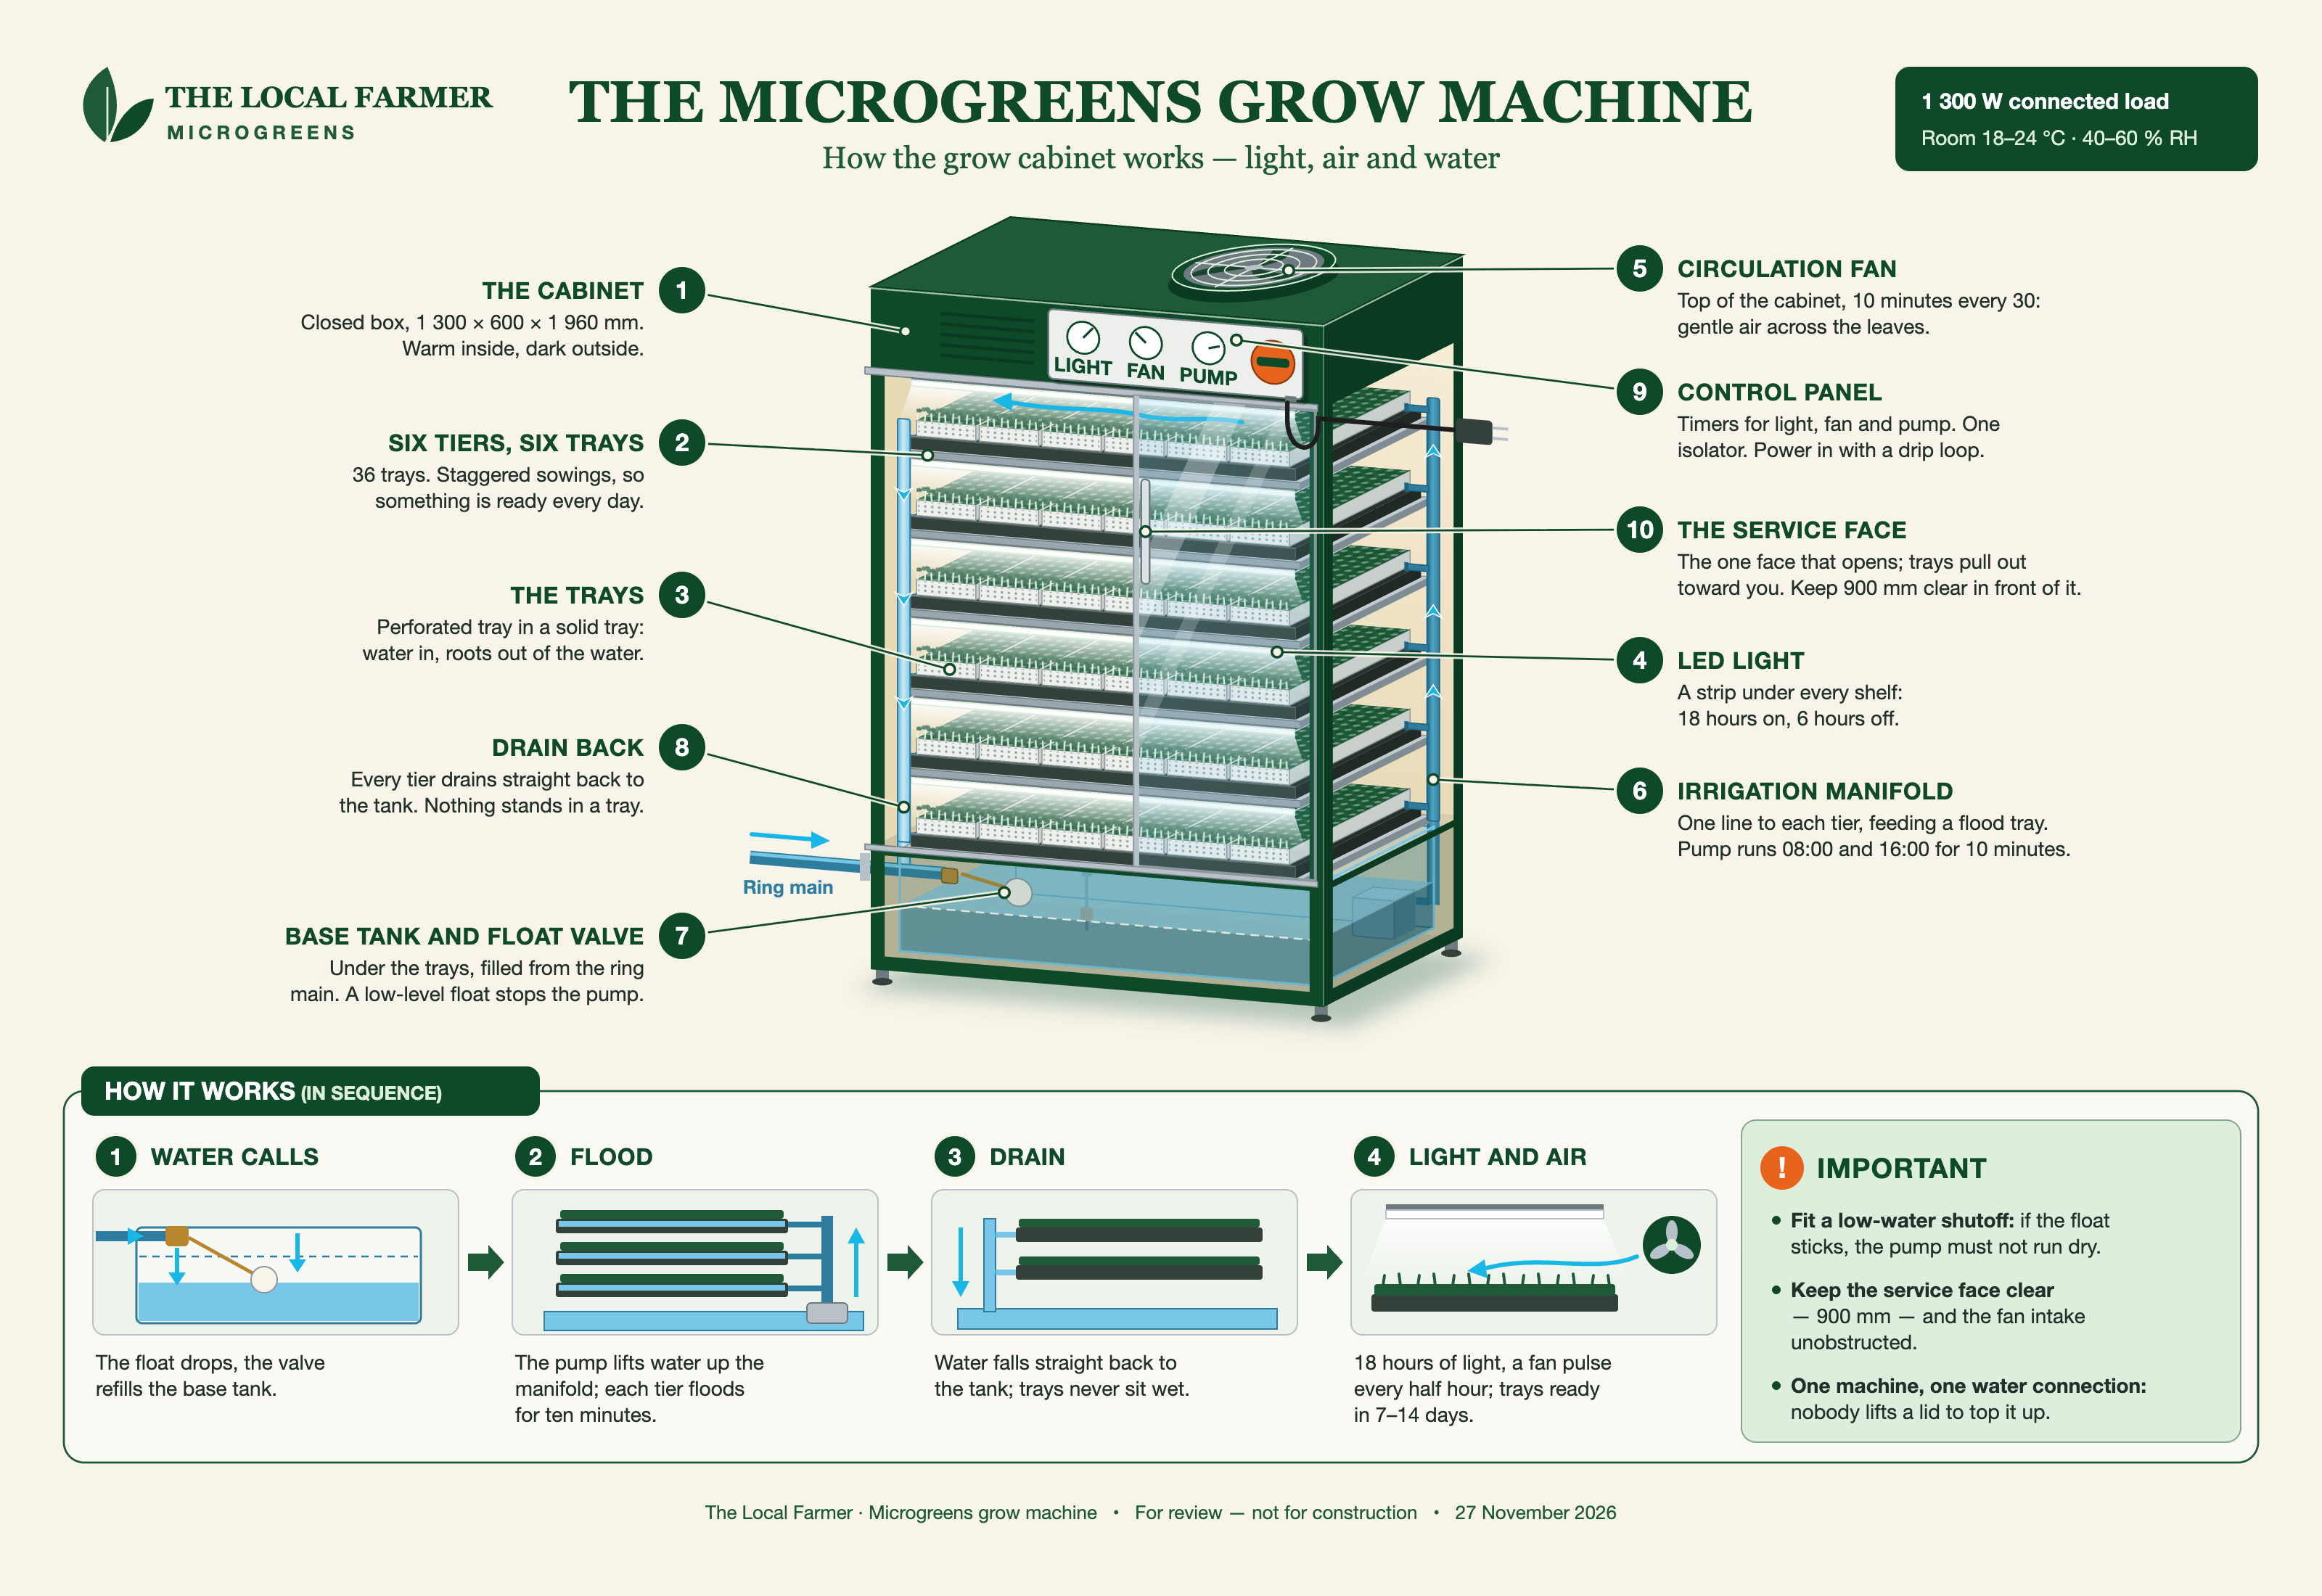 THE LOCAL FARMER
MICROGREENS
THE MICROGREENS GROW MACHINE
How the grow cabinet works — light, air and water
1 300 W connected load
Room 18–24 °C · 40–60 % RH
1
THE CABINET
Closed box, 1 300 × 600 × 1 960 mm.
Warm inside, dark outside.
2
SIX TIERS, SIX TRAYS
36 trays. Staggered sowings, so
something is ready every day.
3
THE TRAYS
Perforated tray in a solid tray:
water in, roots out of the water.
8
DRAIN BACK
Every tier drains straight back to
the tank. Nothing stands in a tray.
Ring main
7
BASE TANK AND FLOAT VALVE
Under the trays, filled from the ring
main. A low-level float stops the pump.
LIGHT
FAN
PUMP
5
CIRCULATION FAN
Top of the cabinet, 10 minutes every 30:
gentle air across the leaves.
9
CONTROL PANEL
Timers for light, fan and pump. One
isolator. Power in with a drip loop.
10
THE SERVICE FACE
The one face that opens; trays pull out
toward you. Keep 900 mm clear in front of it.
4
LED LIGHT
A strip under every shelf:
18 hours on, 6 hours off.
6
IRRIGATION MANIFOLD
One line to each tier, feeding a flood tray.
Pump runs 08:00 and 16:00 for 10 minutes.
HOW IT WORKS (IN SEQUENCE)
1 WATER CALLS
The float drops, the valve
refills the base tank.
2 FLOOD
The pump lifts water up the
manifold; each tier floods
for ten minutes.
3 DRAIN
Water falls straight back to
the tank; trays never sit wet.
4 LIGHT AND AIR
18 hours of light, a fan pulse
every half hour; trays ready
in 7–14 days.
! IMPORTANT
• Fit a low-water shutoff: if the float
sticks, the pump must not run dry.
• Keep the service face clear
— 900 mm — and the fan intake
unobstructed.
• One machine, one water connection:
nobody lifts a lid to top it up.
The Local Farmer · Microgreens grow machine • For review — not for construction • 27 November 2026